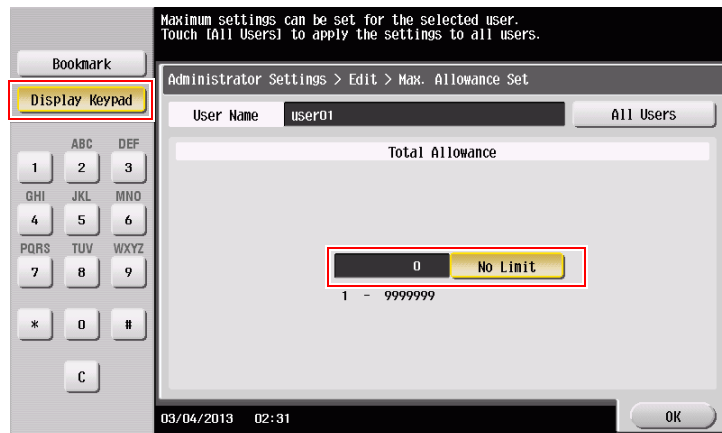 Maximum settings can be set for the selected user.
Touch [All Users] to apply the settings to all users.
Bookmark
Display Keypad
ABC DEF
1 2 3
GHI JKL MNO
4 5 6
PQRS TUV WXYZ
7 8 9
* 0 #
C
Administrator Settings > Edit > Max. Allowance Set
User Name user01 All Users
Total Allowance
0 No Limit
1 - 9999999
03/04/2013 02:31
OK